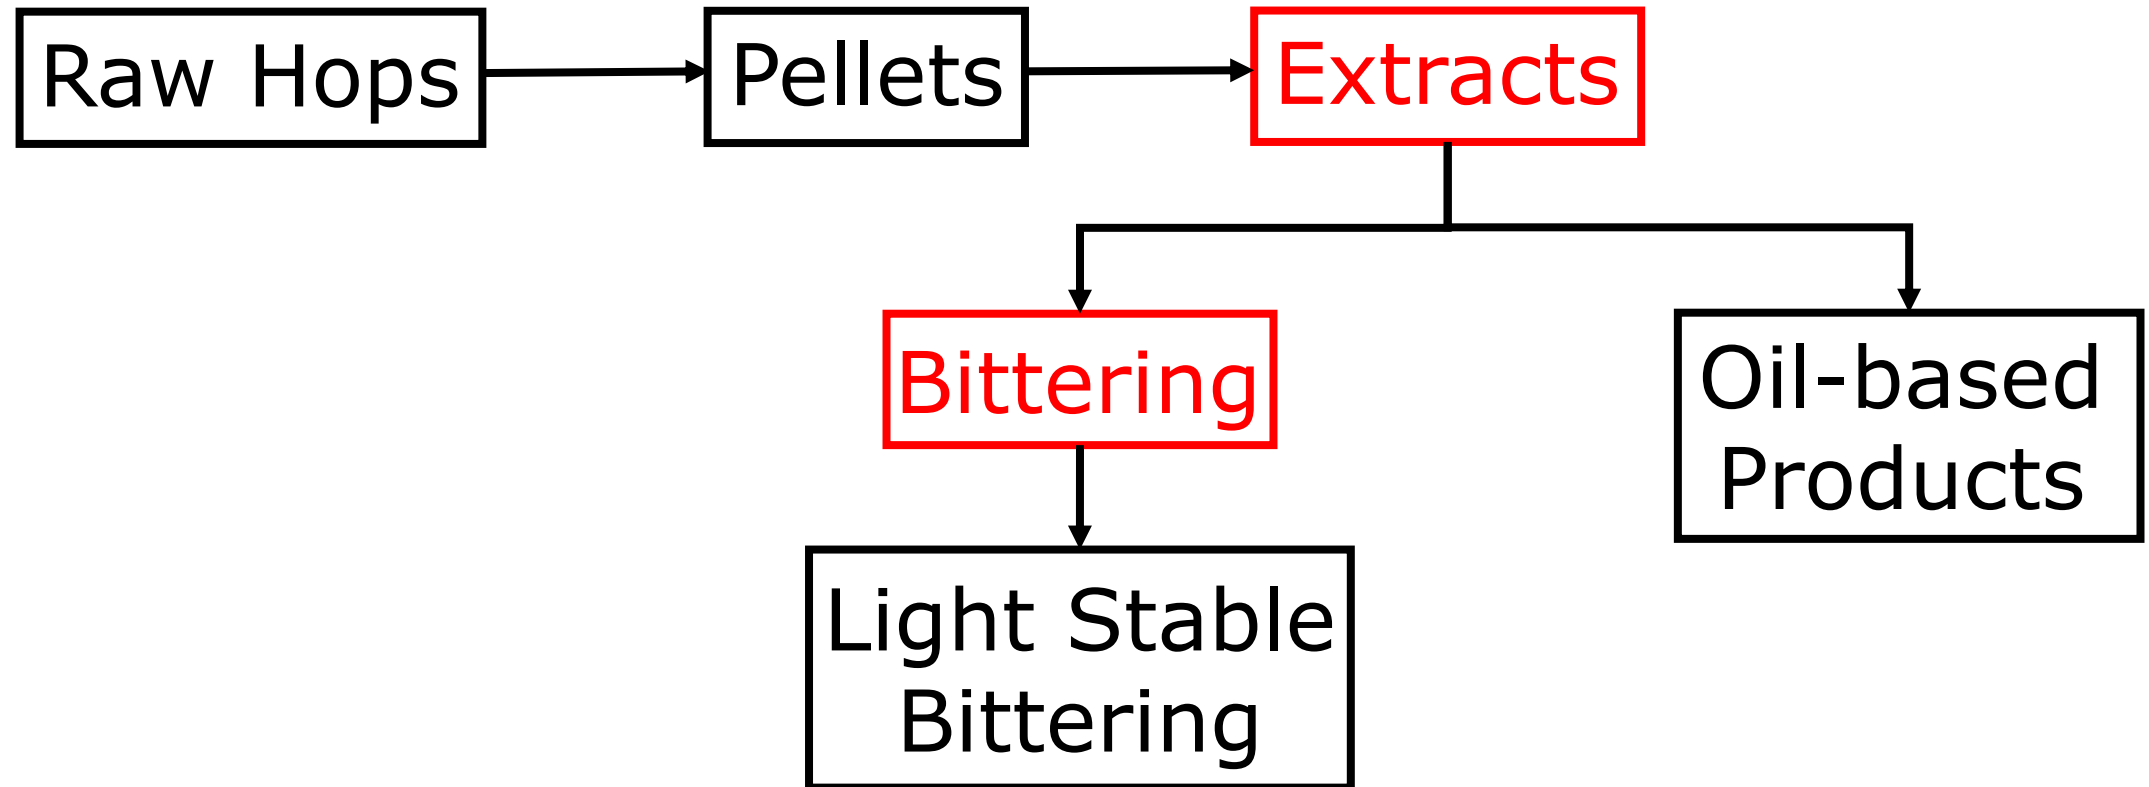 Raw Hops
Pellets
Extracts
Bittering
Oil-based
Products
Light Stable
Bittering